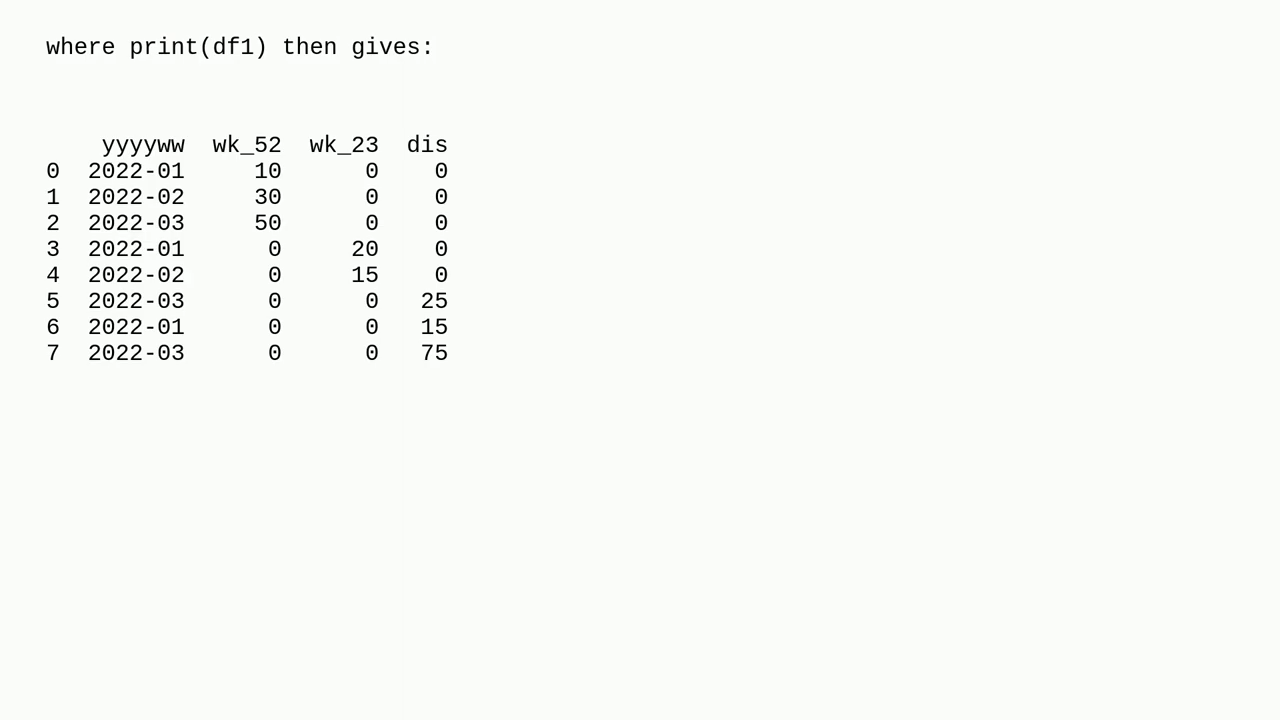 where print(df1) then gives:
    yyyyww  wk_52  wk_23  dis
0  2022-01     10      0    0
1  2022-02     30      0    0
2  2022-03     50      0    0
3  2022-01      0     20    0
4  2022-02      0     15    0
5  2022-03      0      0   25
6  2022-01      0      0   15
7  2022-03      0      0   75